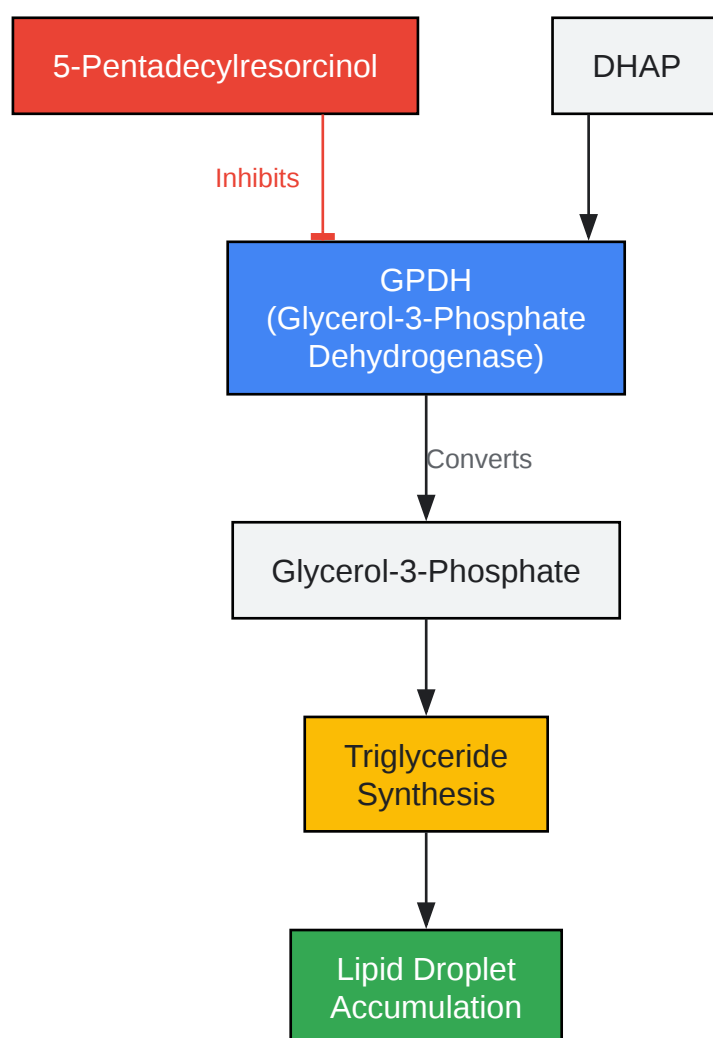 5-Pentadecylresorcinol
DHAP
Inhibits
GPDH
(Glycerol-3-Phosphate
Dehydrogenase)
Converts
Glycerol-3-Phosphate
Triglyceride
Synthesis
Lipid Droplet
Accumulation